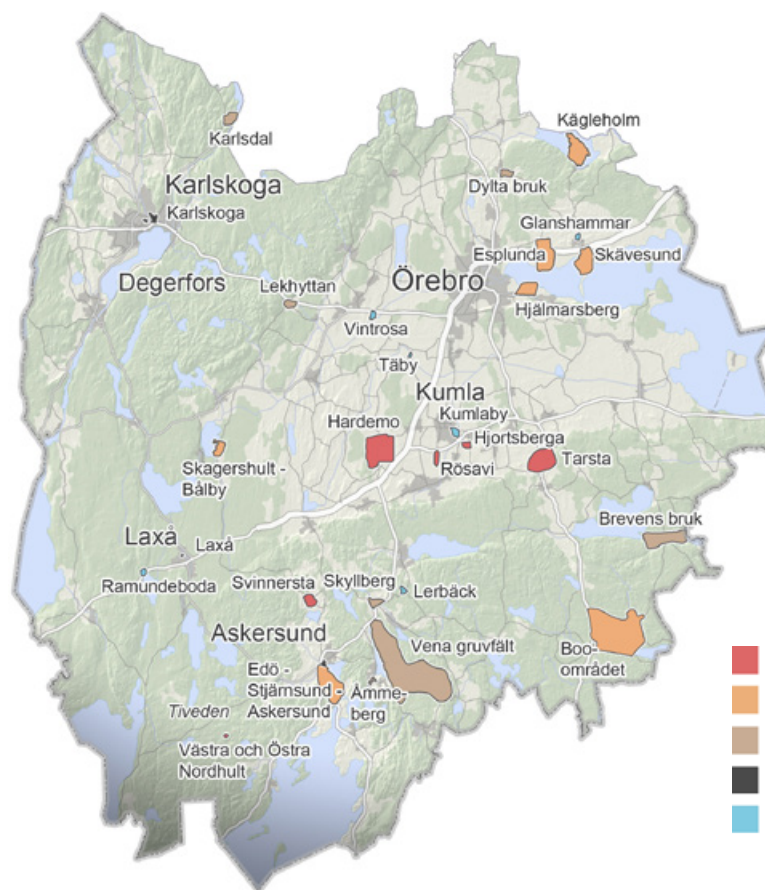 Kägleholm
Karlsdal
Dylta bruk
Karlskoga
Karlskoga
Glanshammar
Esplunda
Skävesund
Degerfors
Lekhyttan
Örebro
Hjälmarsberg
Vintrosa
Täby
Kumla
Hardemo
Kumlaby
Hjortsberga
Skagershult -
Bålby
Rösavi
Tarsta
Brevens bruk
Laxå
Laxå
Ramundeboda
Svinnersta
Skyllberg
Lerbäck
Askersund
Vena gruvfält
Boo-
området
Edö -
Stjärnsund -
Askersund
Åmme-
berg
Tiveden
Västra och Östra
Nordhult